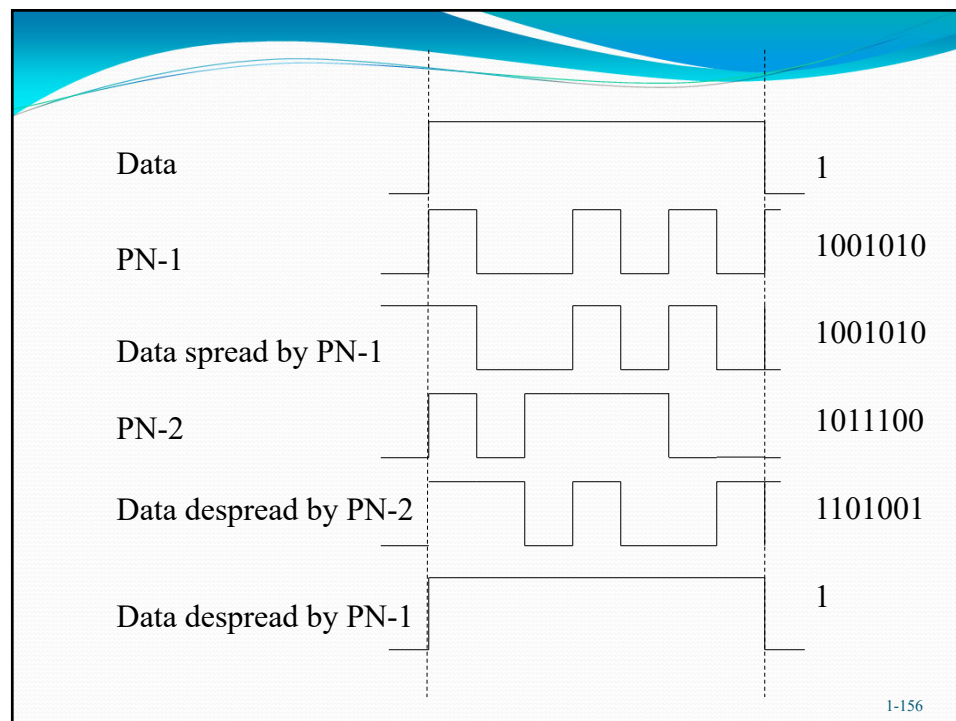 Data 1
PN-1 1001010
Data spread by PN-1 1001010
PN-2 1011100
Data despread by PN-2 1101001
Data despread by PN-1 1
1-156